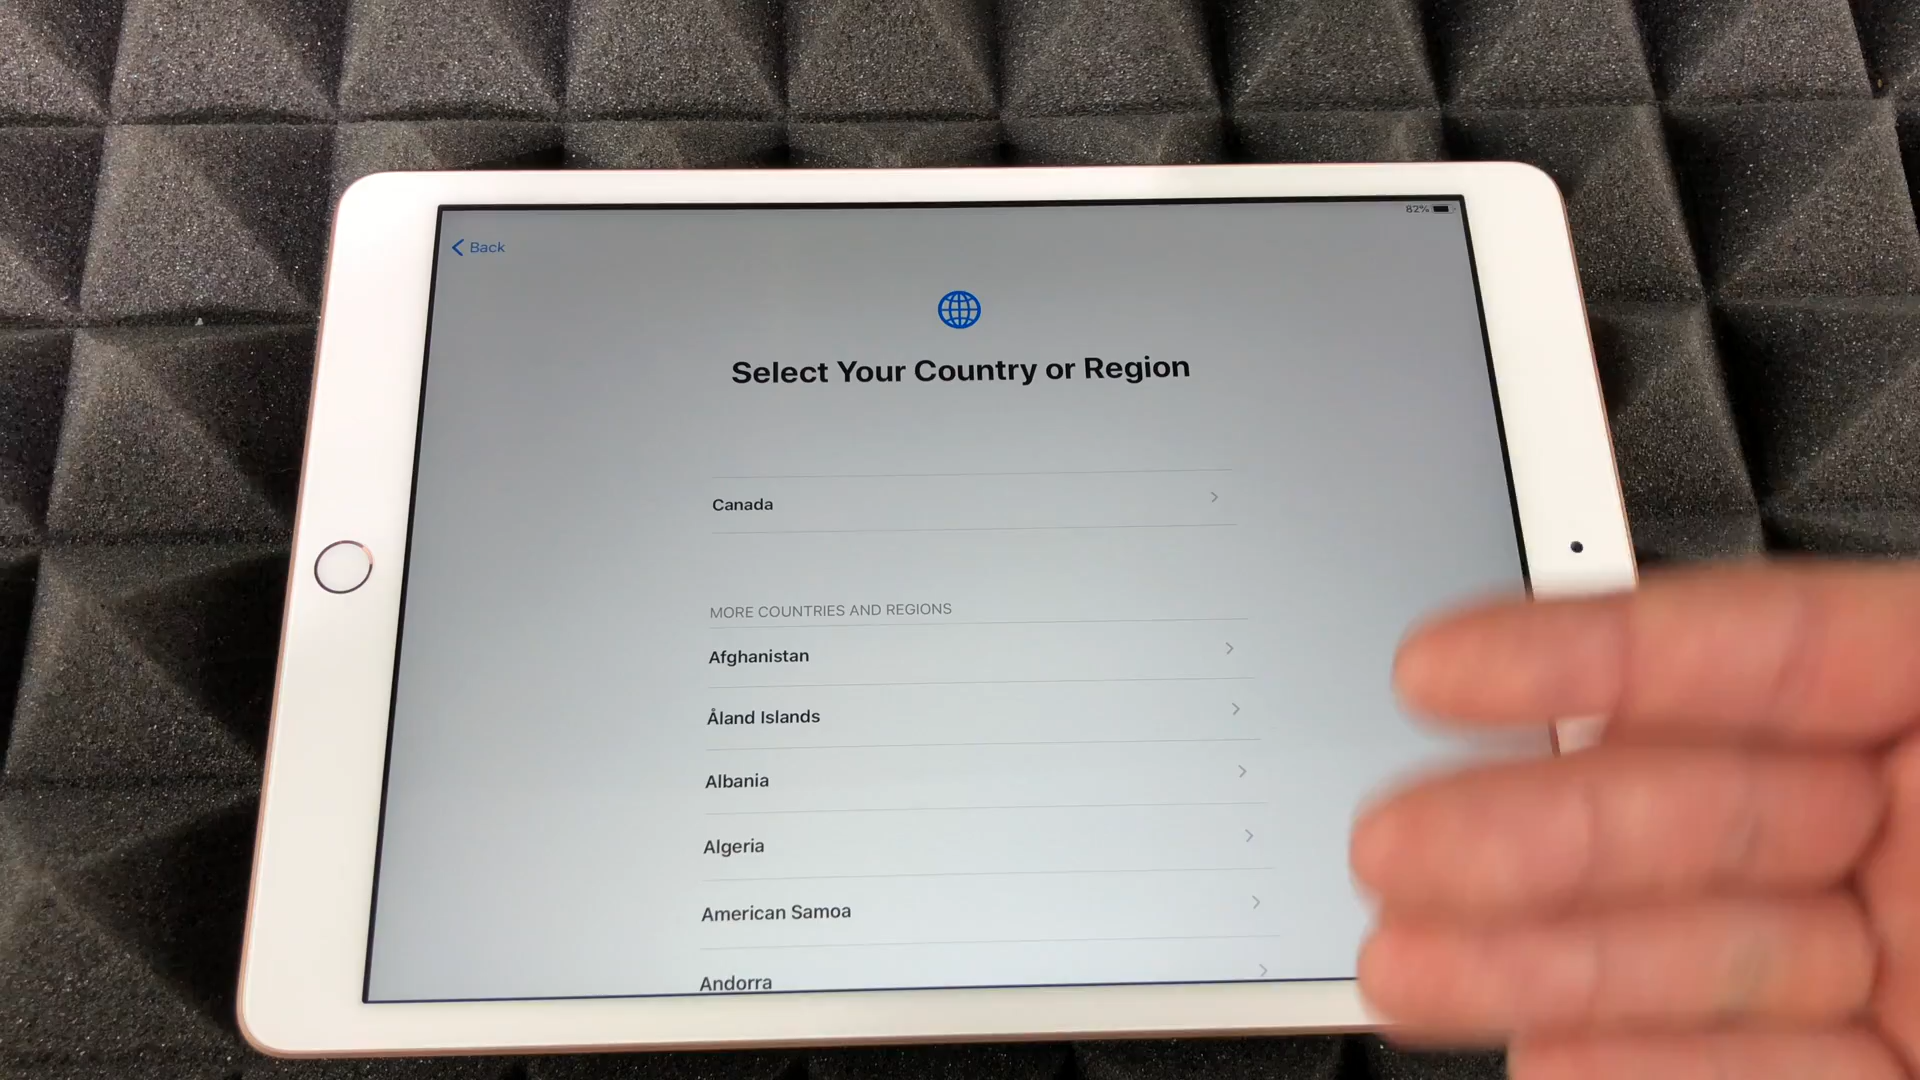 82%
Back
Select Your Country or Region
Canada
MORE COUNTRIES AND REGIONS
Afghanistan
Åland Islands
Albania
Algeria
American Samoa
Andorra